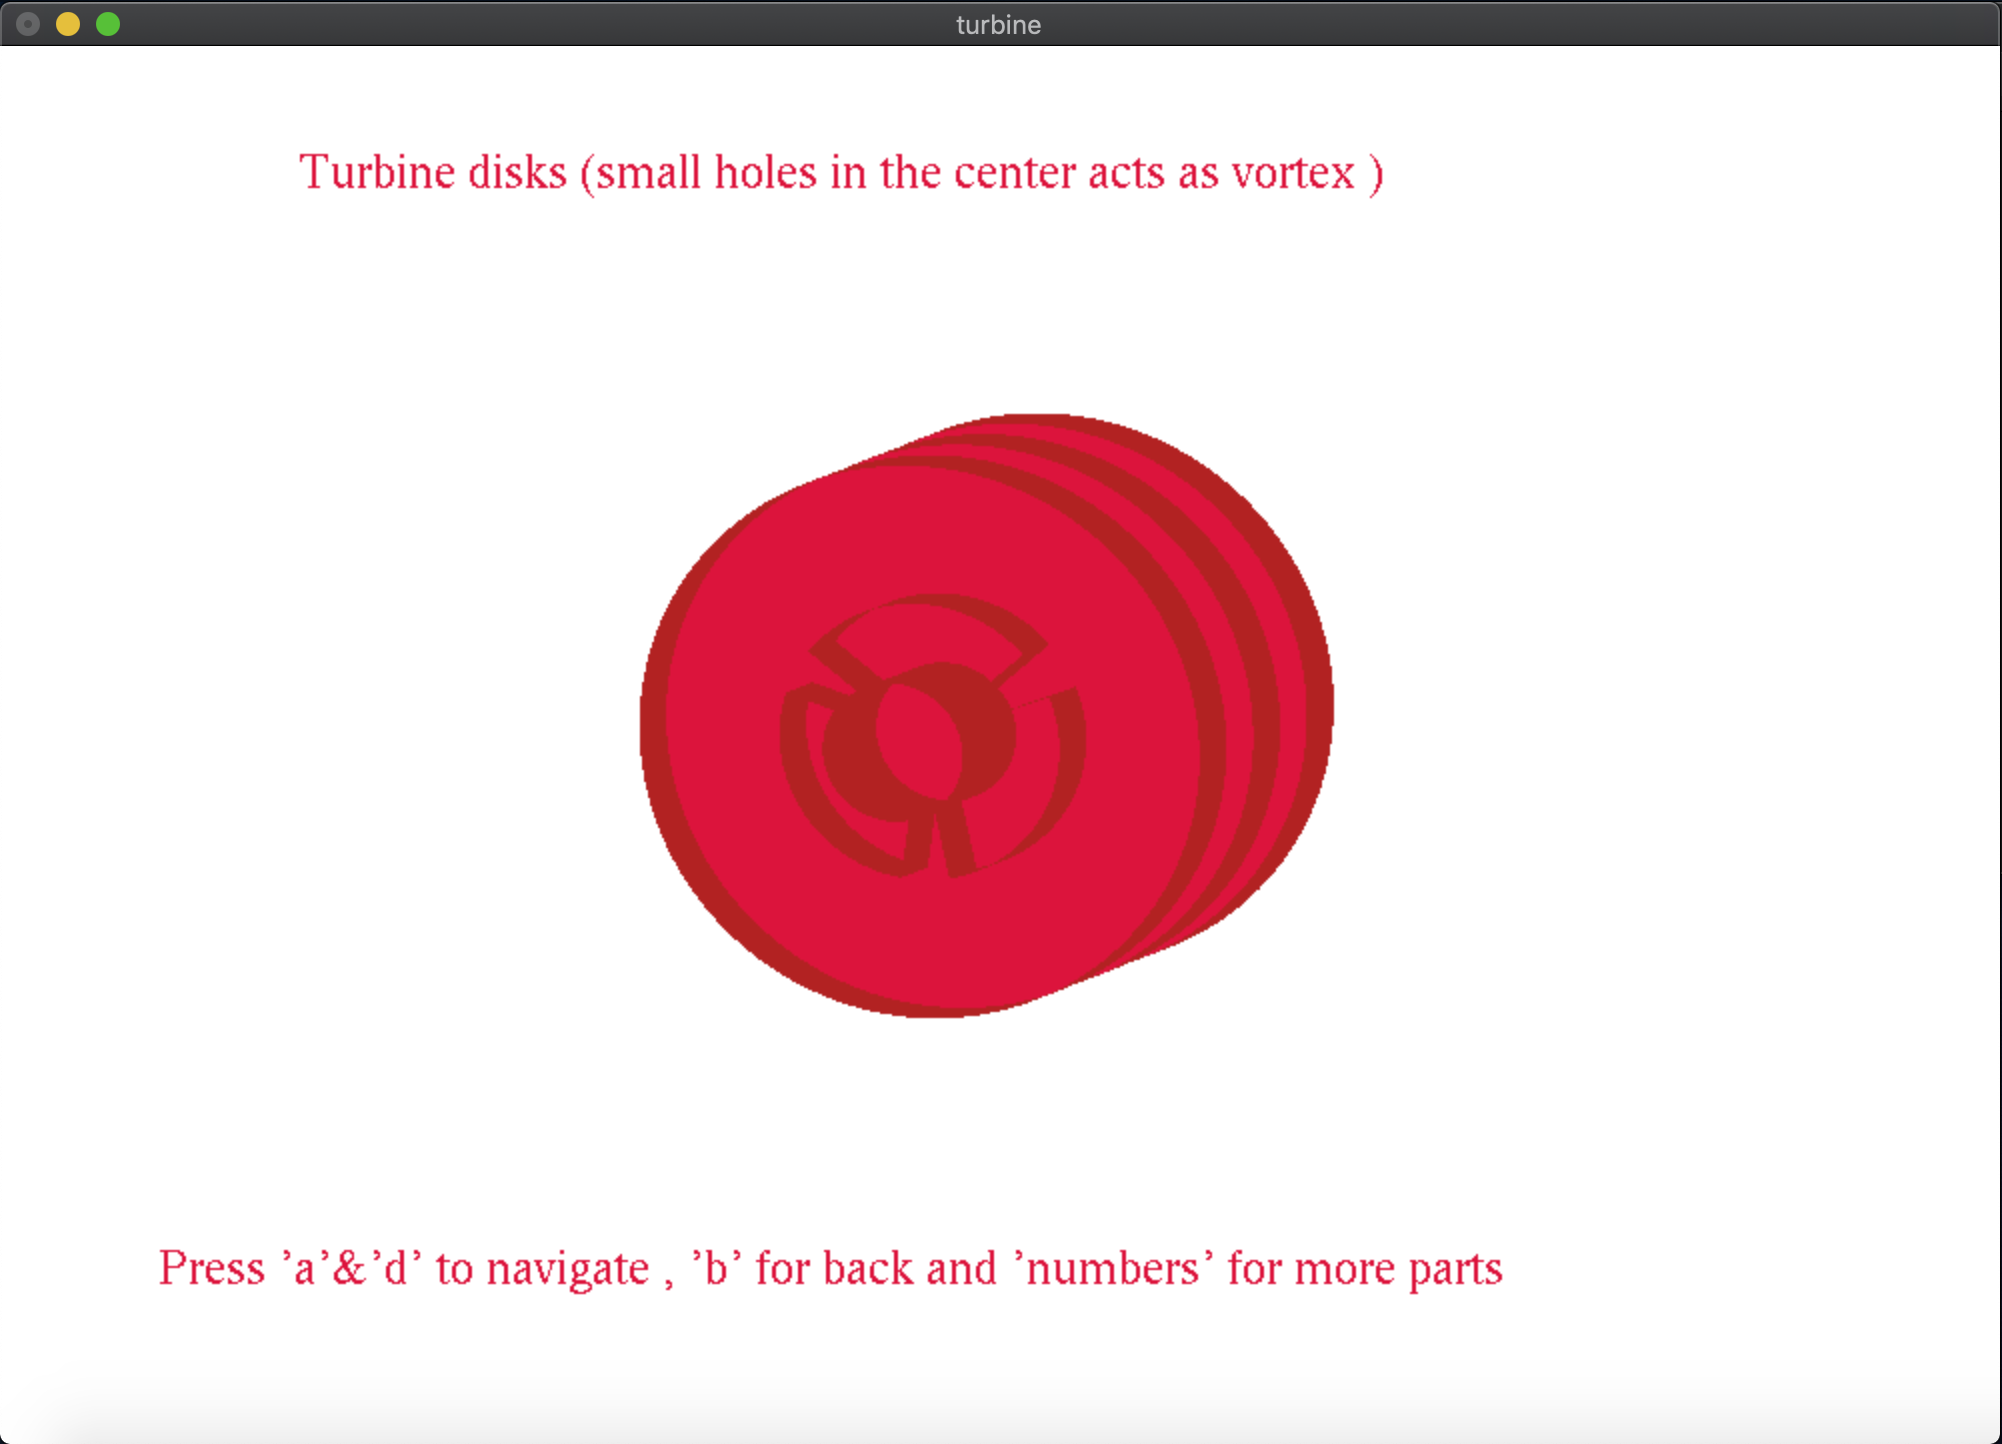 turbine
Turbine disks (small holes in the center acts as vortex )
Press ’a’&’d’ to navigate , ’b’ for back and ’numbers’ for more parts